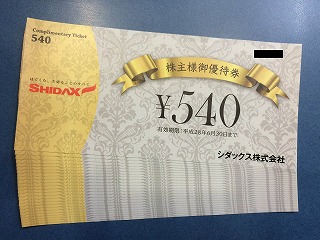 Complimentary Ticket
540
SHIDAX
株主様御優待券
¥540
有効期限:平成28年6月30日まで
シダックス株式会社